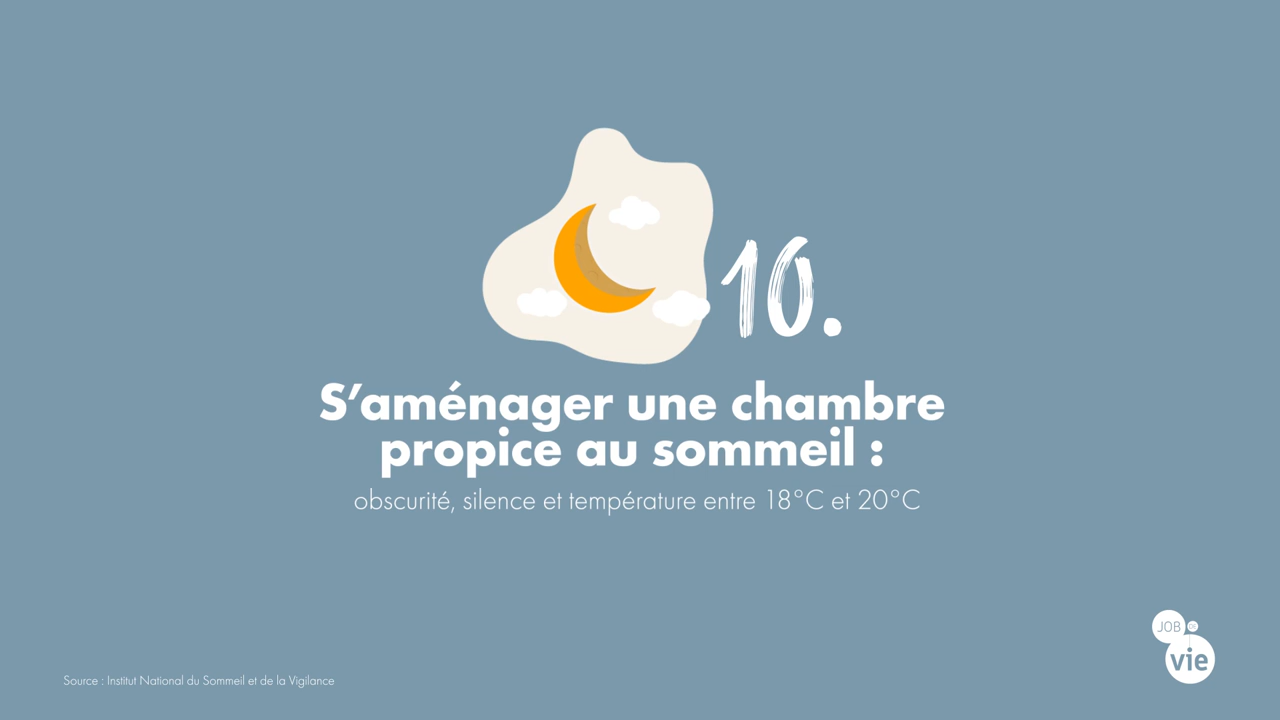 10.
S’aménager une chambre
propice au sommeil :
obscurité, silence et température entre 18°C et 20°C
JOB
DE
vie
Source : Institut National du Sommeil et de la Vigilance